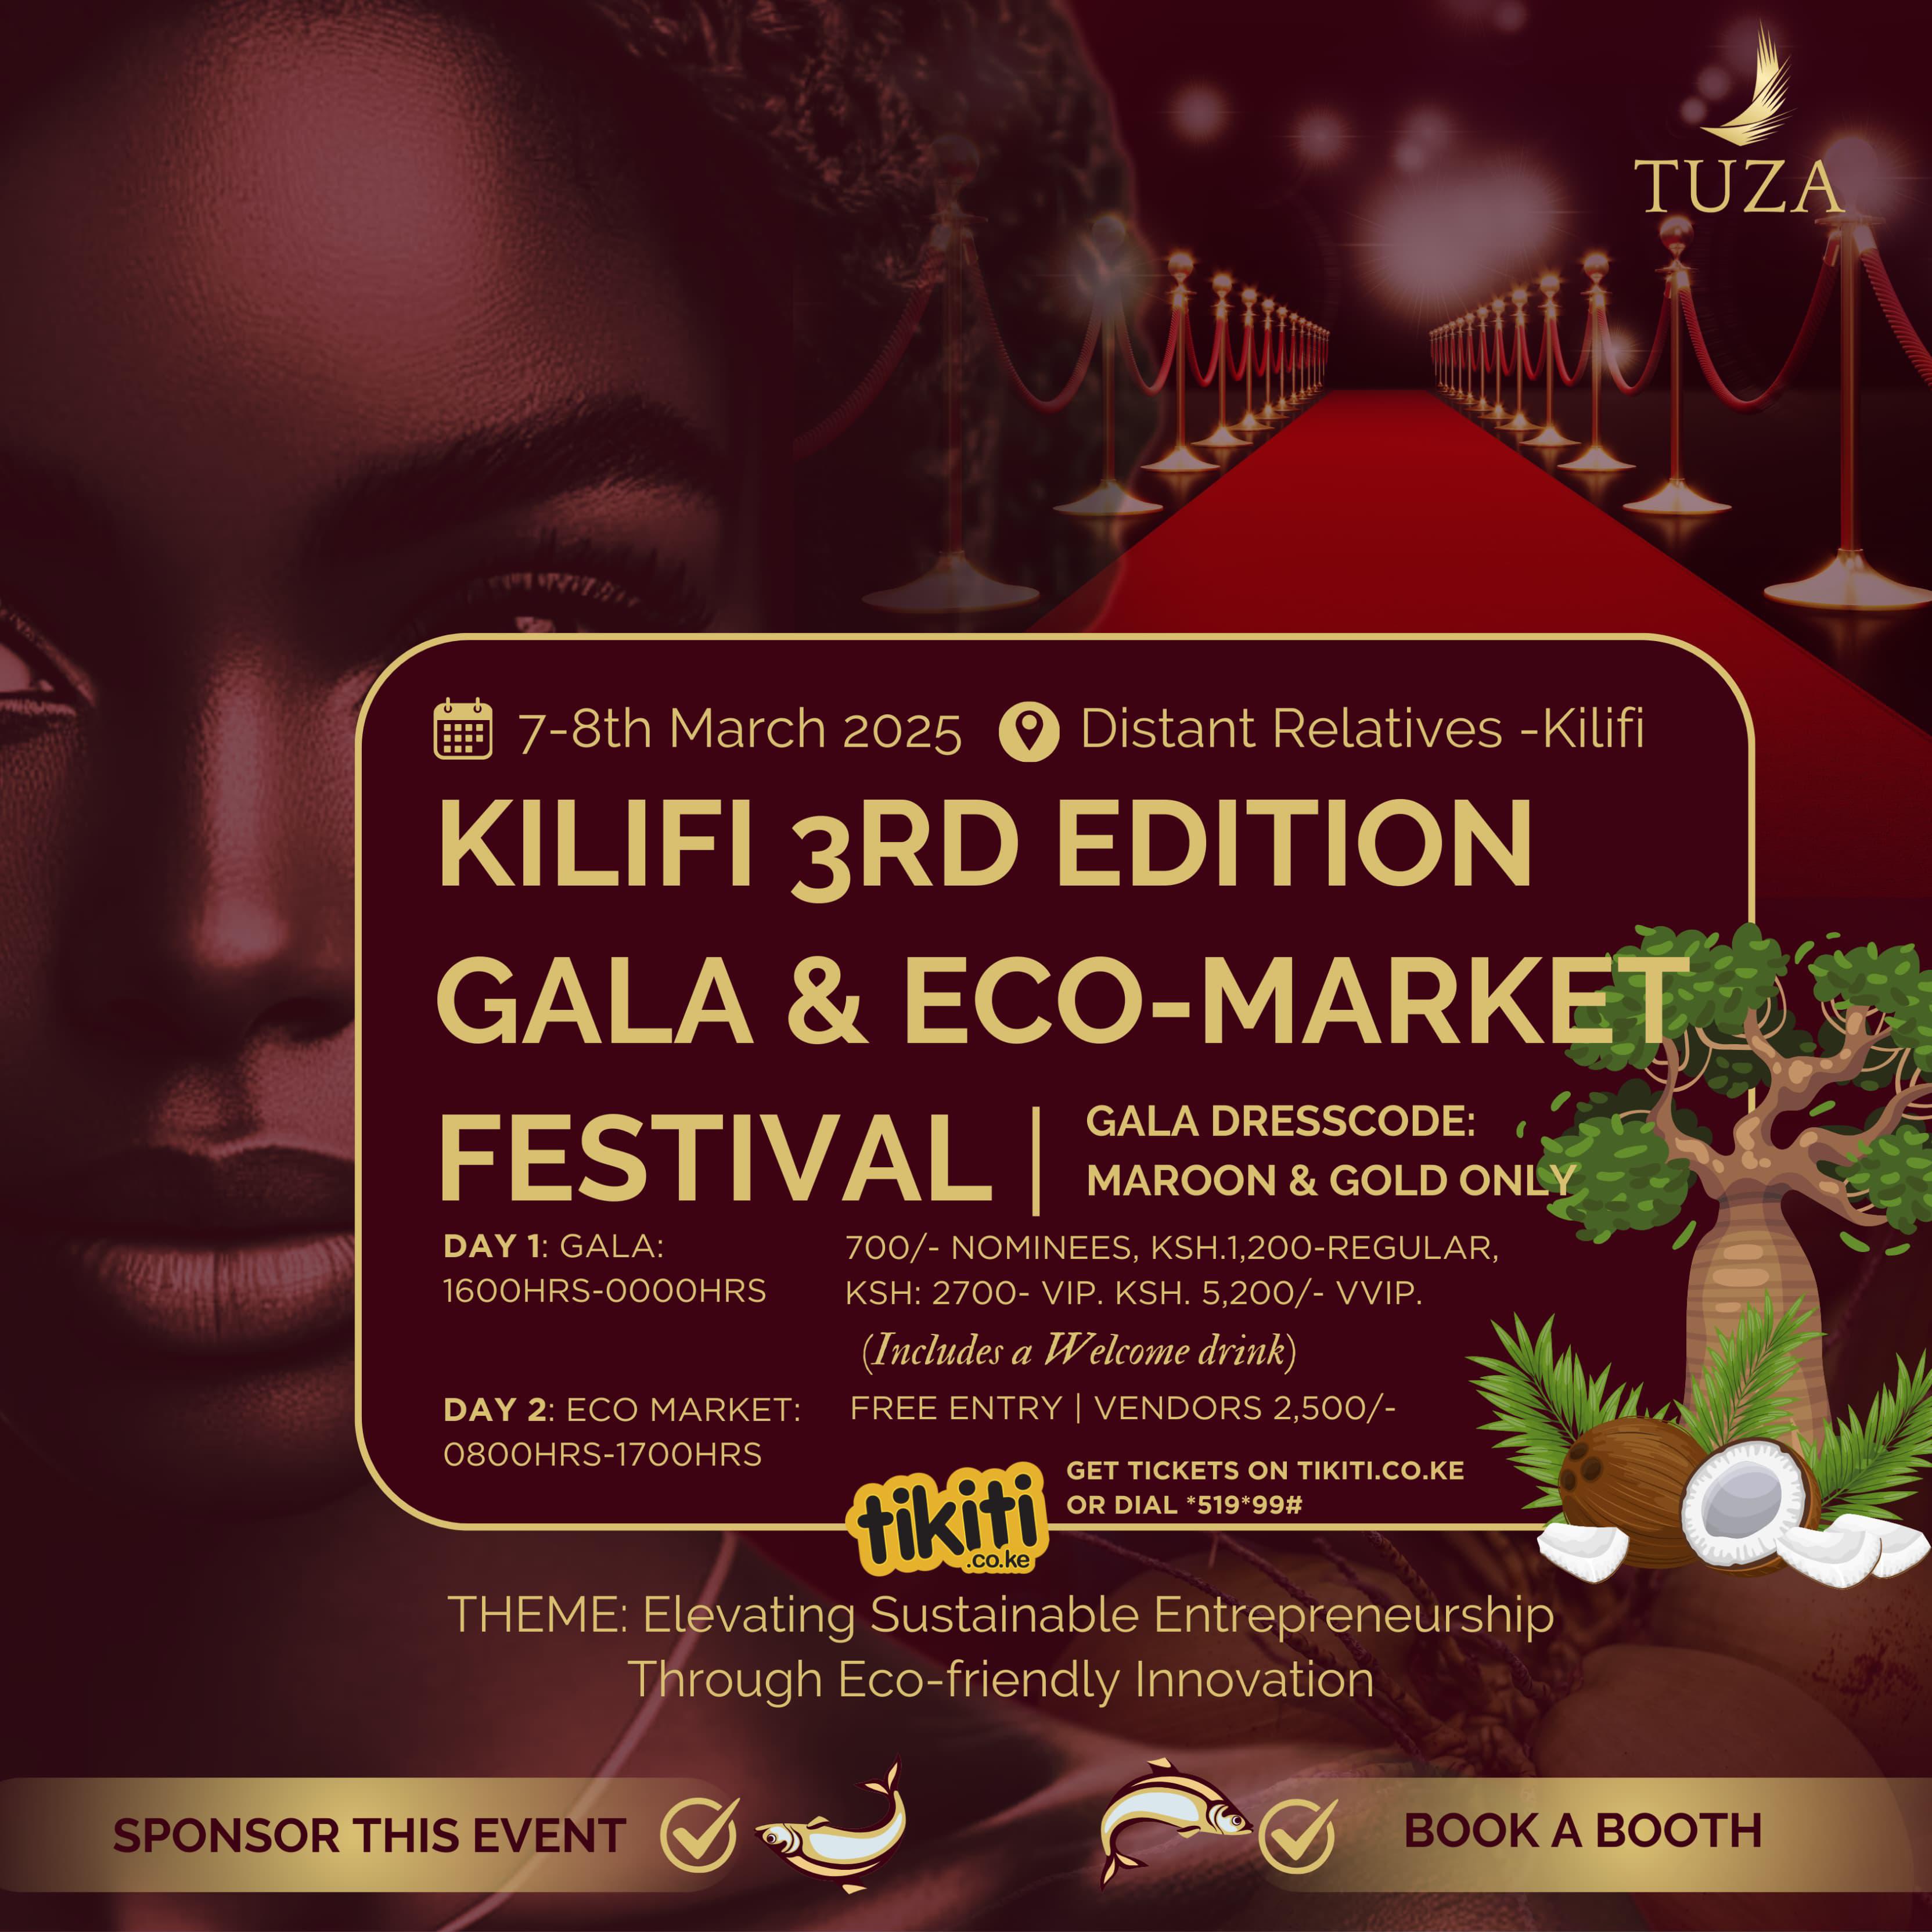 TUZA
7-8th March 2025
Distant Relatives -Kilifi
KILIFI 3RD EDITION
GALA & ECO-MARKET
FESTIVAL
GALA DRESSCODE:
MAROON & GOLD ONLY
DAY 1: GALA:
1600HRS-0000HRS
700/- NOMINEES, KSH.1,200-REGULAR,
KSH: 2700- VIP. KSH. 5,200/- VVIP.
(Includes a Welcome drink)
DAY 2: ECO MARKET:
0800HRS-1700HRS
FREE ENTRY | VENDORS 2,500/-
tikiti
.co.ke
GET TICKETS ON TIKITI.CO.KE
OR DIAL *519*99#
THEME: Elevating Sustainable Entrepreneurship
Through Eco-friendly Innovation
SPONSOR THIS EVENT
BOOK A BOOTH